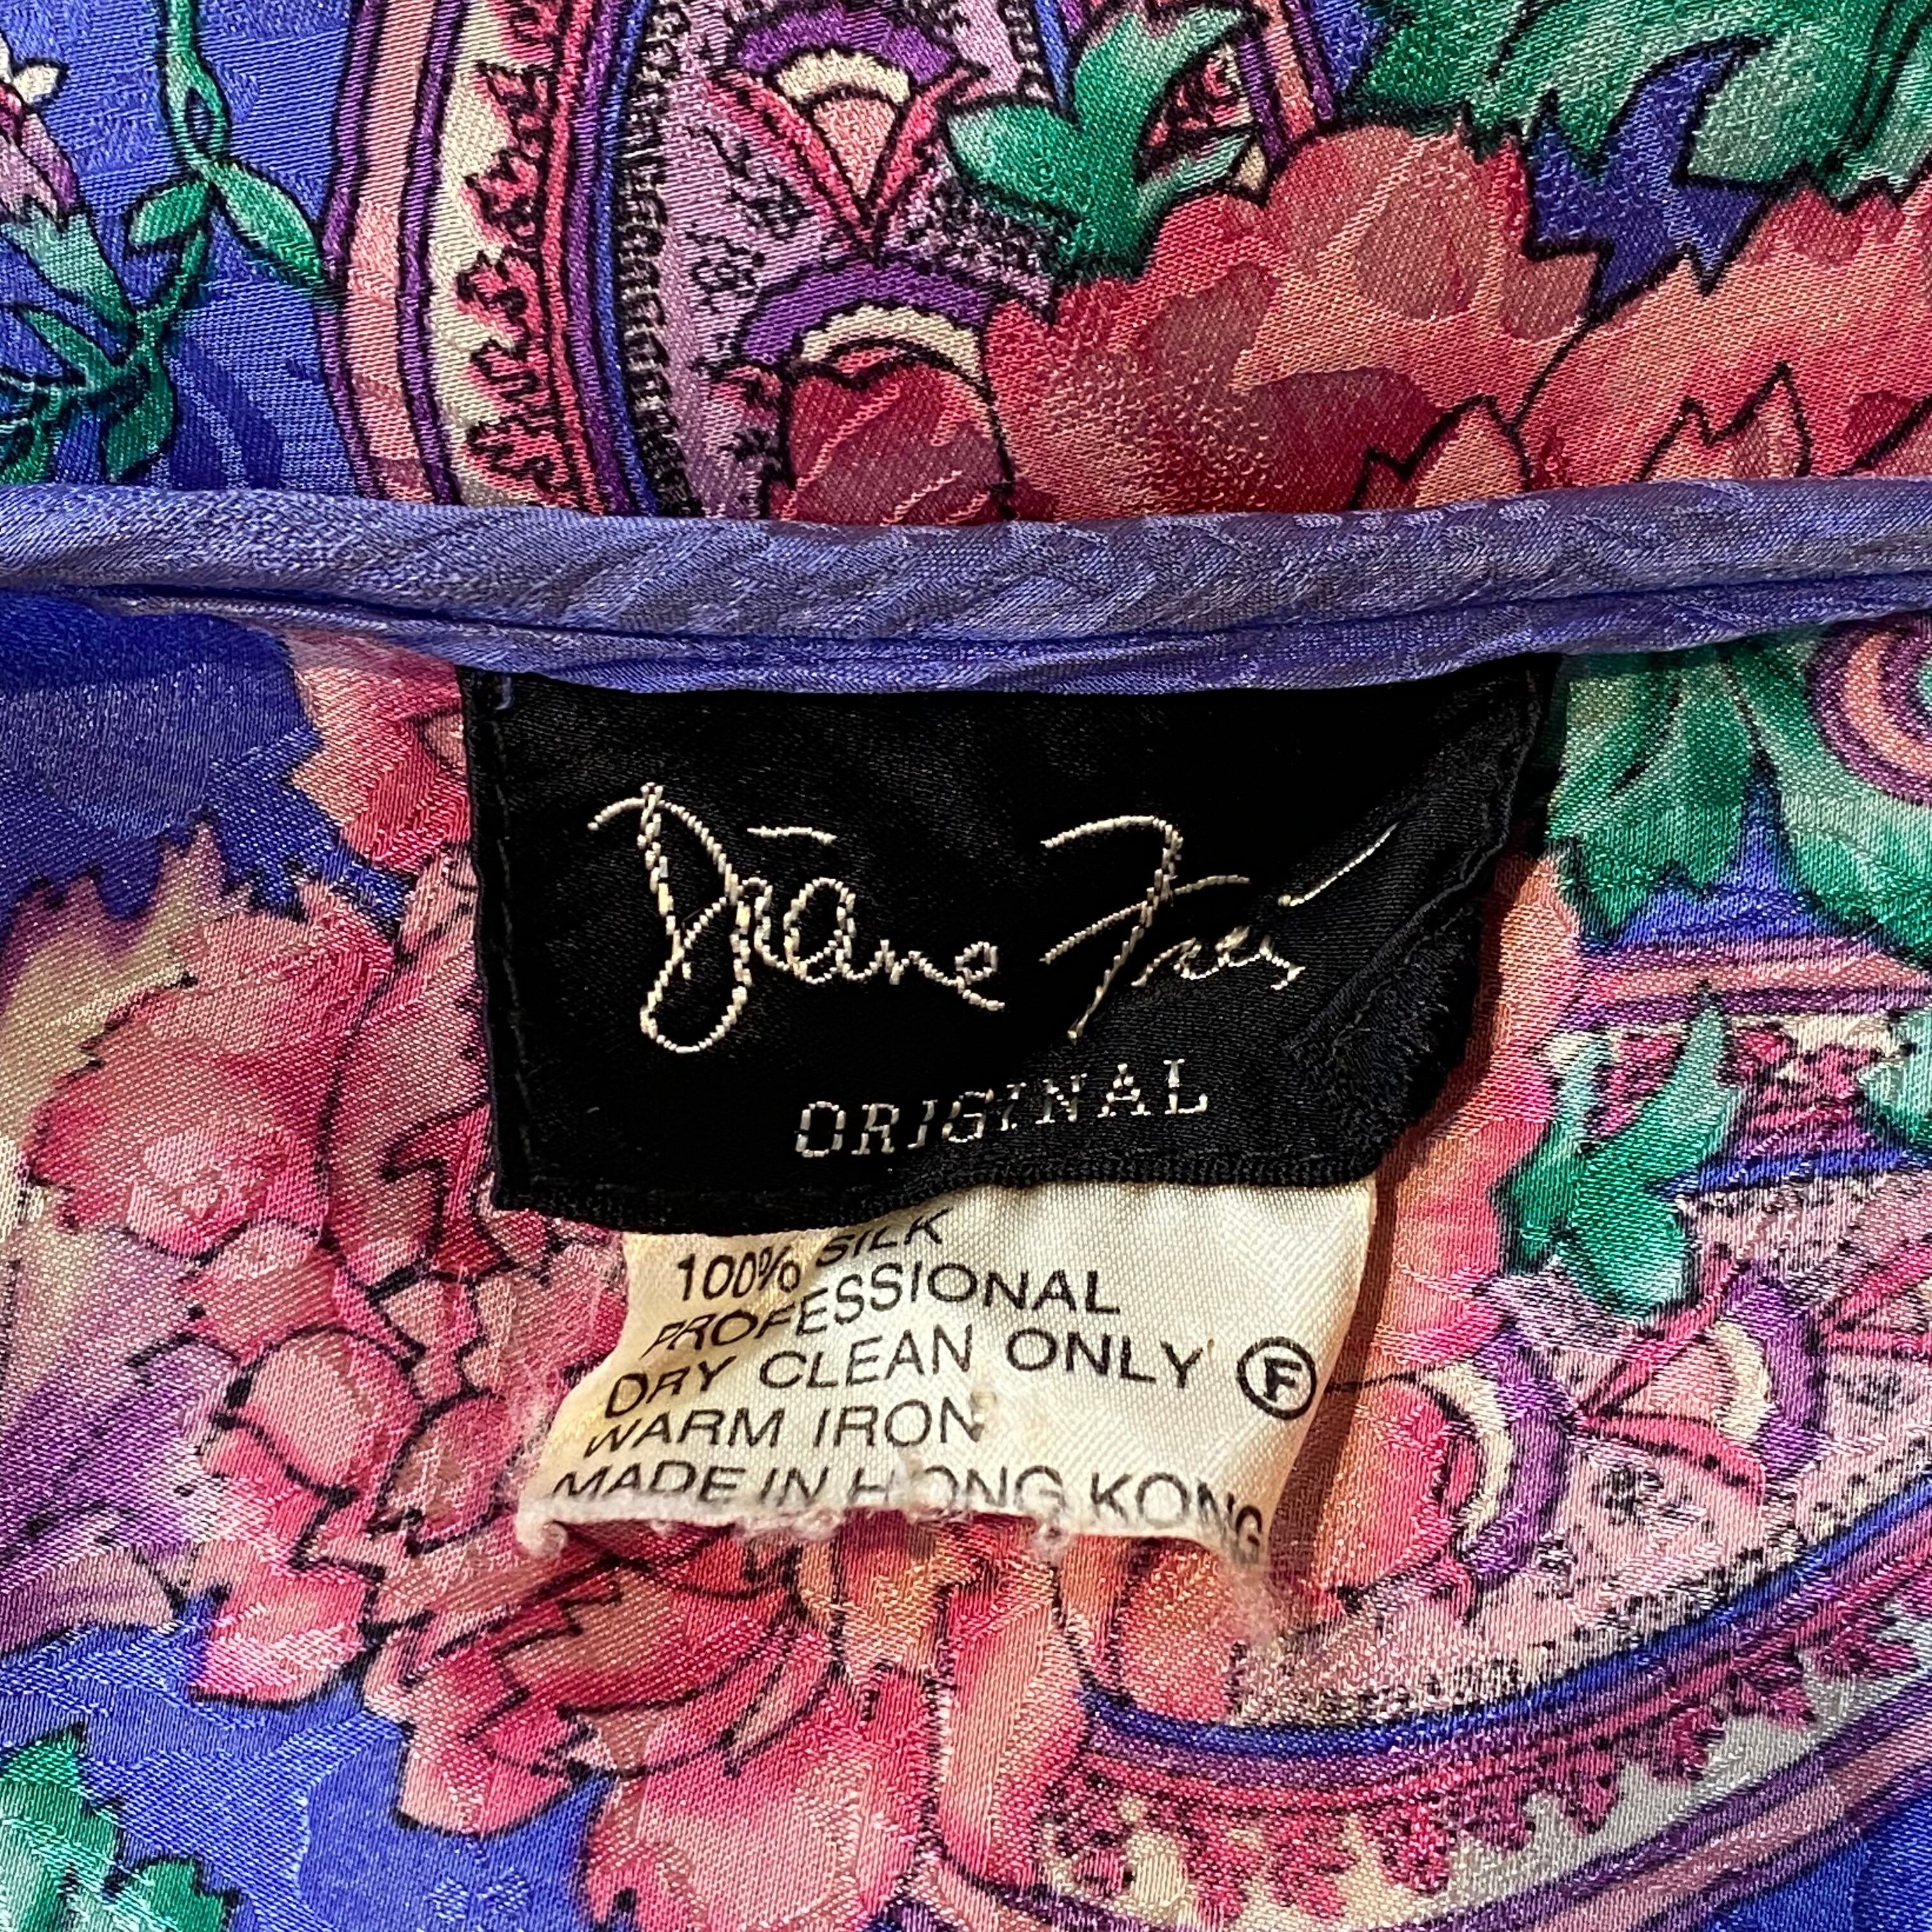 Diane Freis
ORIGINAL
100% SILK
PROFESSIONAL
DRY CLEAN ONLY Ⓕ
WARM IRON
MADE IN HONG KONG